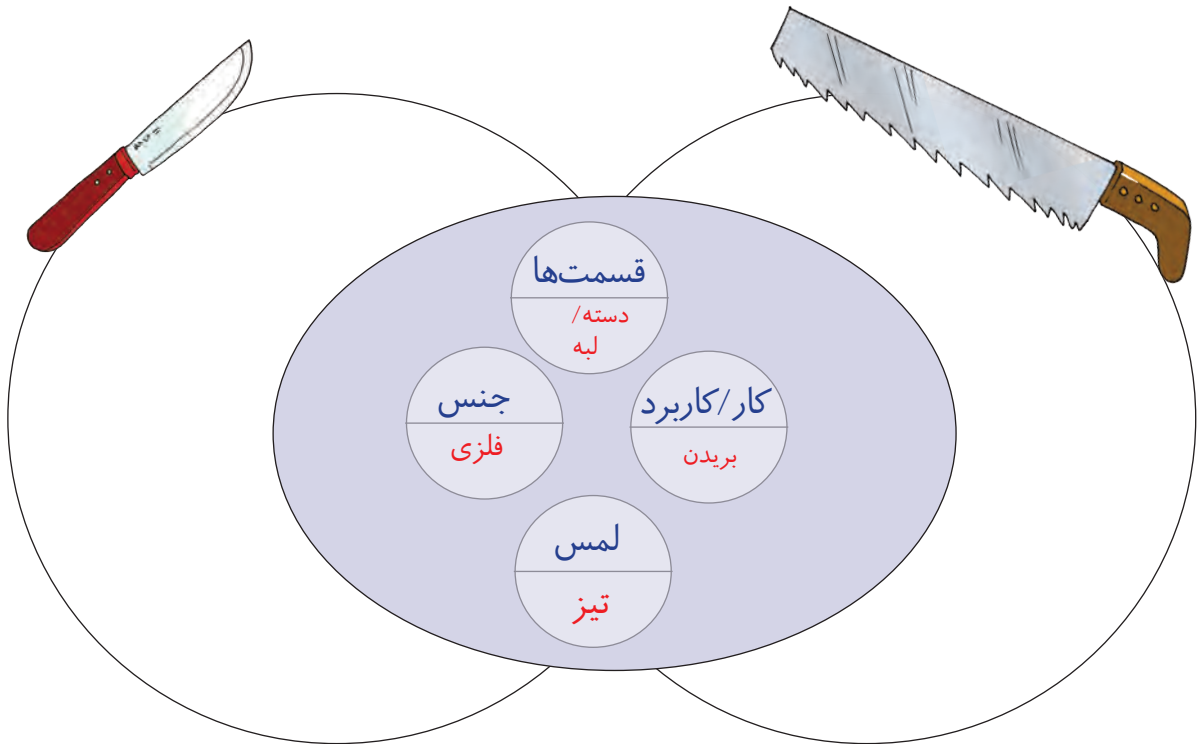 قسمت‌ها
دسته/
لبه
کار/کاربرد
بریدن
جنس
فلزی
لمس
تیز